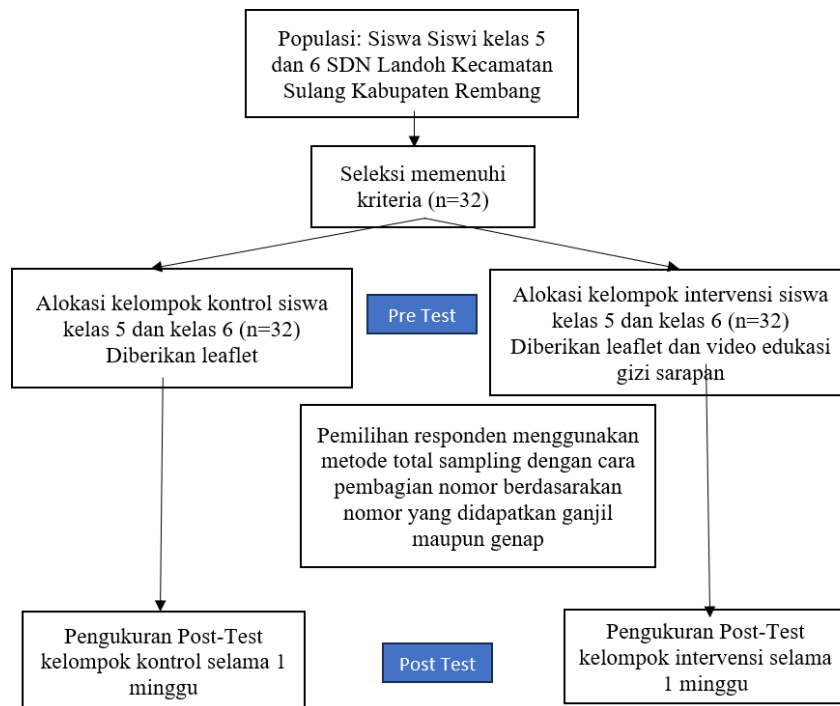 Populasi: Siswa Siswi kelas 5
dan 6 SDN Landoh Kecamatan
Sulang Kabupaten Rembang
Seleksi memenuhi
kriteria (n=32)
Alokasi kelompok kontrol siswa
kelas 5 dan kelas 6 (n=32)
Diberikan leaflet
Pre Test
Alokasi kelompok intervensi siswa
kelas 5 dan kelas 6 (n=32)
Diberikan leaflet dan video edukasi
gizi sarapan
Pemilihan responden menggunakan
metode total sampling dengan cara
pembagian nomor berdasarakan
nomor yang didapatkan ganjil
maupun genap
Pengukuran Post-Test
kelompok kontrol selama 1
minggu
Post Test
Pengukuran Post-Test
kelompok intervensi selama
1 minggu